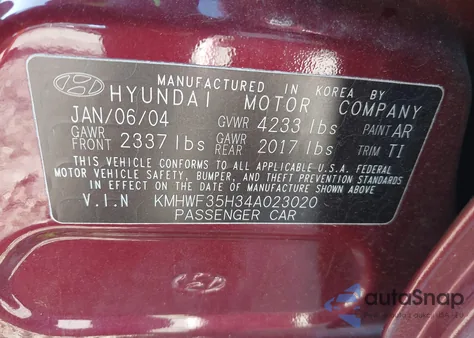 MANUFACTURED IN KOREA BY
HYUNDAI MOTOR COMPANY
JAN/06/04 GVWR 4233 lbs PAINT AR
GAWR FRONT 2337 lbs GAWR REAR 2017 lbs TRIM TI
THIS VEHICLE CONFORMS TO ALL APPLICABLE U.S.A. FEDERAL
MOTOR VEHICLE SAFETY, BUMPER, AND THEFT PREVENTION STANDARDS
IN EFFECT ON THE DATE OF MANUFACTURE SHOWN ABOVE.
V.I.N KMHWF35H34A023020
PASSENGER CAR
autoSnap